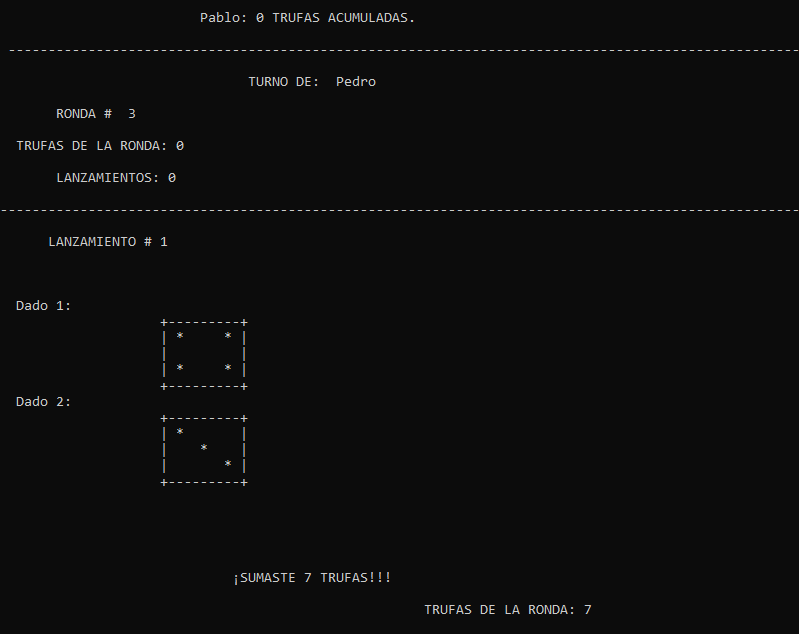 Pablo: 0 TRUFAS ACUMULADAS.
---------------------------------------------------------------------------------------------------
TURNO DE:  Pedro
RONDA #  3
TRUFAS DE LA RONDA: 0
LANZAMIENTOS: 0
----------------------------------------------------------------------------------------------------
LANZAMIENTO # 1
Dado 1:
+---------+
| *     * |
|         |
| *     * |
+---------+
Dado 2:
+---------+
| *       |
|    *    |
|       * |
+---------+
¡SUMASTE 7 TRUFAS!!!
TRUFAS DE LA RONDA: 7